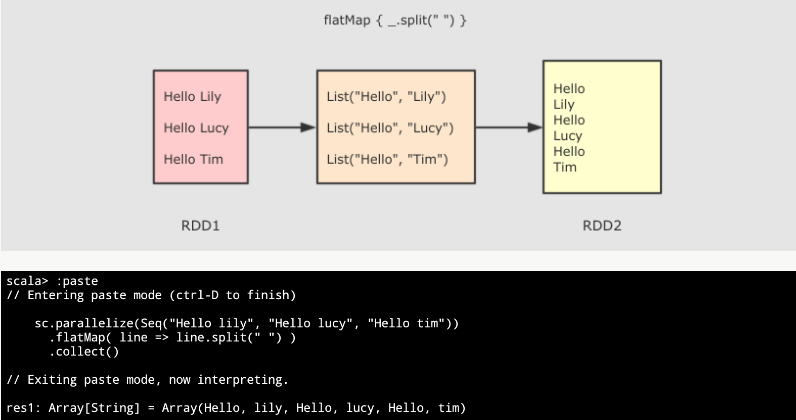 flatMap { _.split(" ") }
Hello Lily
Hello Lucy
Hello Tim
List("Hello", "Lily")
List("Hello", "Lucy")
List("Hello", "Tim")
Hello
Lily
Hello
Lucy
Hello
Tim
RDD1
RDD2
scala> :paste
// Entering paste mode (ctrl-D to finish)
sc.parallelize(Seq("Hello lily", "Hello lucy", "Hello tim"))
.flatMap( line => line.split(" ") )
.collect()
// Exiting paste mode, now interpreting.
res1: Array[String] = Array(Hello, lily, Hello, lucy, Hello, tim)